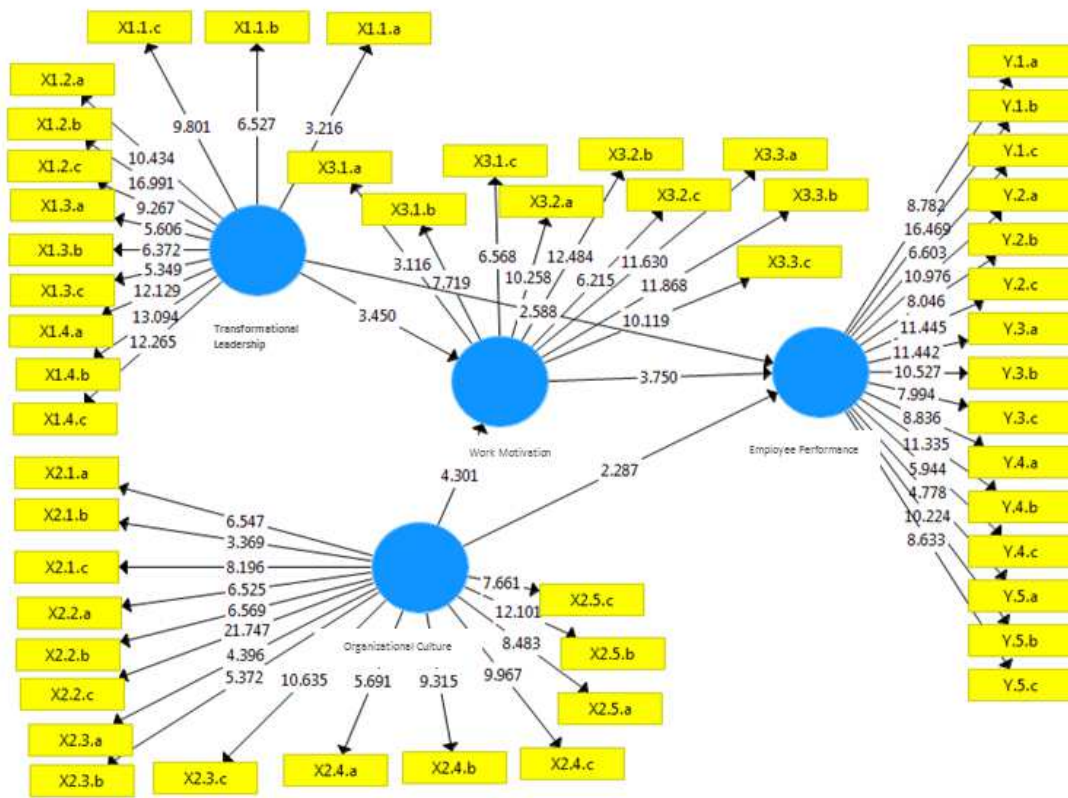 X1.1.c
X1.1.b
X1.1.a
X1.2.a
X1.2.b
X1.2.c
X1.3.a
X1.3.b
X1.3.c
X1.4.a
X1.4.b
X1.4.c
9.801
6.527
3.216
10.434
16.991
9.267
5.606
6.372
5.349
12.129
13.094
12.265
Transformational
Leadership
X3.1.a
X3.1.b
X3.1.c
X3.2.a
X3.2.b
X3.2.c
X3.3.a
X3.3.b
X3.3.c
3.116
7.719
6.568
10.258
12.484
6.215
11.630
11.868
10.119
2.588
3.450
3.750
Work Motivation
4.301
2.287
Employee Performance
Y.1.a
Y.1.b
Y.1.c
Y.2.a
Y.2.b
Y.2.c
Y.3.a
Y.3.b
Y.3.c
Y.4.a
Y.4.b
Y.4.c
Y.5.a
Y.5.b
Y.5.c
8.782
16.469
6.603
10.976
8.046
11.445
11.442
10.527
7.994
8.836
11.335
5.944
4.778
10.224
8.633
X2.1.a
X2.1.b
X2.1.c
X2.2.a
X2.2.b
X2.2.c
X2.3.a
X2.3.b
X2.3.c
X2.4.a
X2.4.b
X2.4.c
X2.5.a
X2.5.b
X2.5.c
6.547
3.369
8.196
6.525
6.569
21.747
4.396
5.372
10.635
5.691
9.315
9.967
8.483
12.101
7.661
Organizational Culture